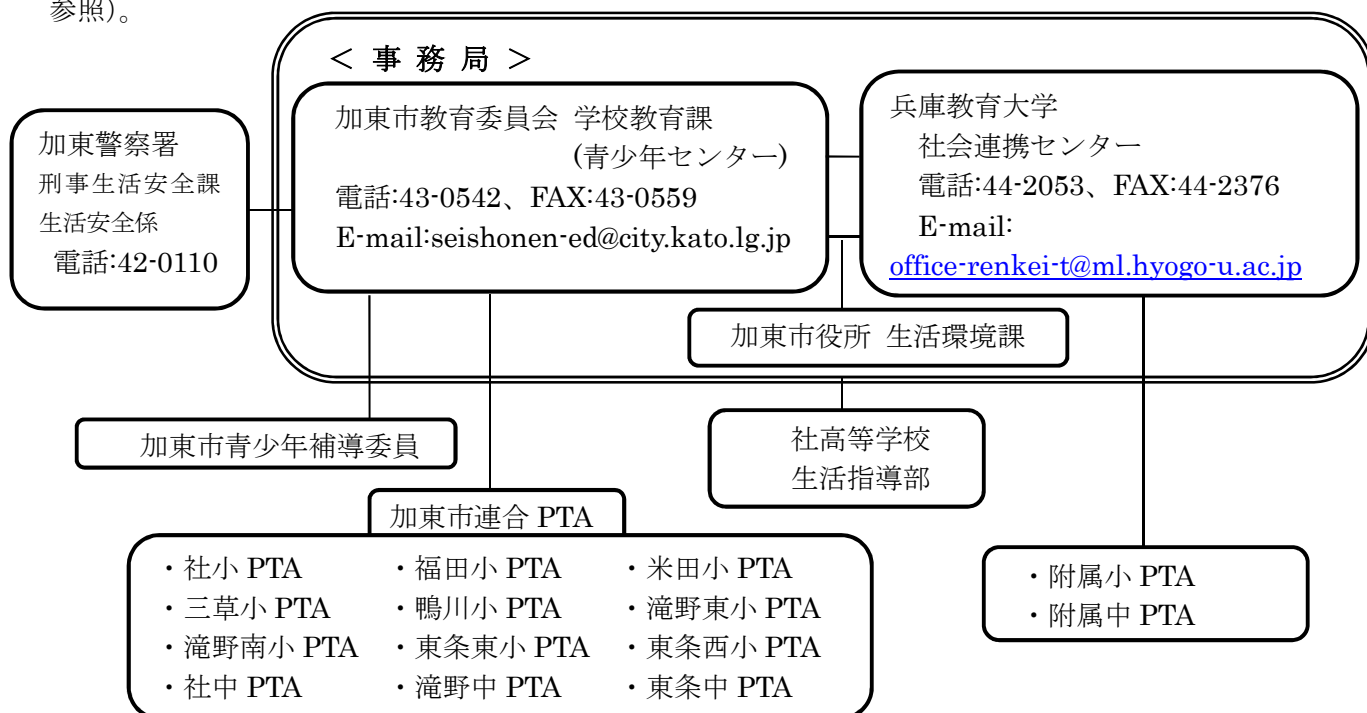 参照)。
＜ 事 務 局 ＞
加東警察署
刑事生活安全課
生活安全係
電話:42-0110
加東市教育委員会 学校教育課
(青少年センター)
電話:43-0542、FAX:43-0559
E-mail:seishonen-ed@city.kato.lg.jp
兵庫教育大学
社会連携センター
電話:44-2053、FAX:44-2376
E-mail:
office-renkei-t@ml.hyogo-u.ac.jp
加東市役所 生活環境課
加東市青少年補導委員
社高等学校
生活指導部
加東市連合 PTA
・社小 PTA ・福田小 PTA ・米田小 PTA
・三草小 PTA ・鴨川小 PTA ・滝野東小 PTA
・滝野南小 PTA ・東条東小 PTA ・東条西小 PTA
・社中 PTA ・滝野中 PTA ・東条中 PTA
・附属小 PTA
・附属中 PTA